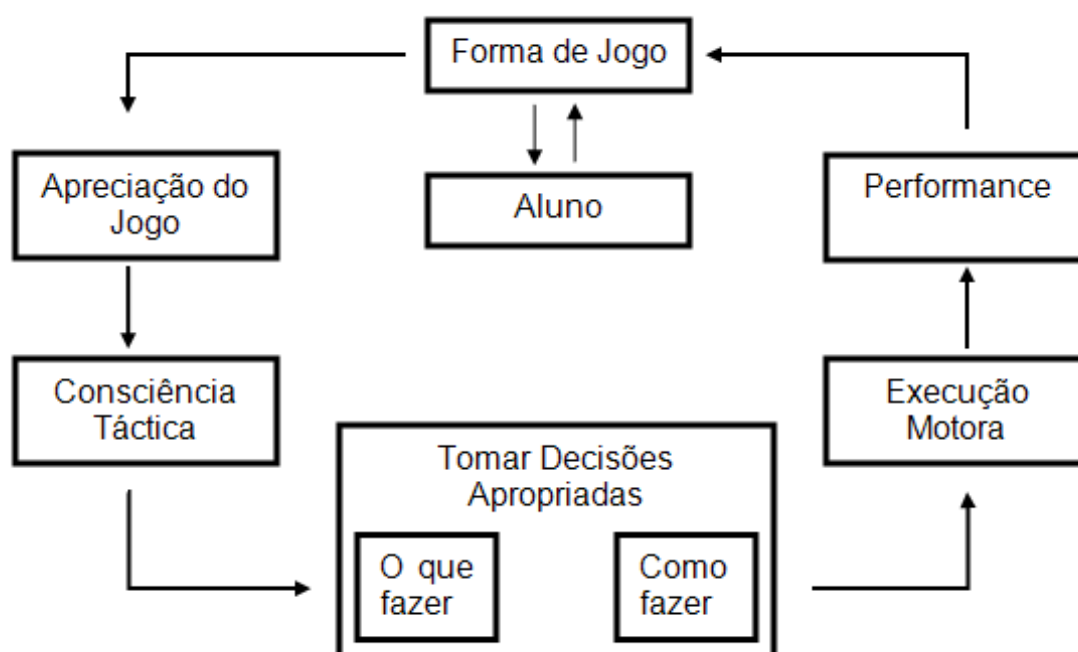 Forma de Jogo
Apreciação do
Jogo
Aluno
Performance
Consciência
Táctica
Execução
Motora
Tomar Decisões
Apropriadas
O que
fazer
Como
fazer